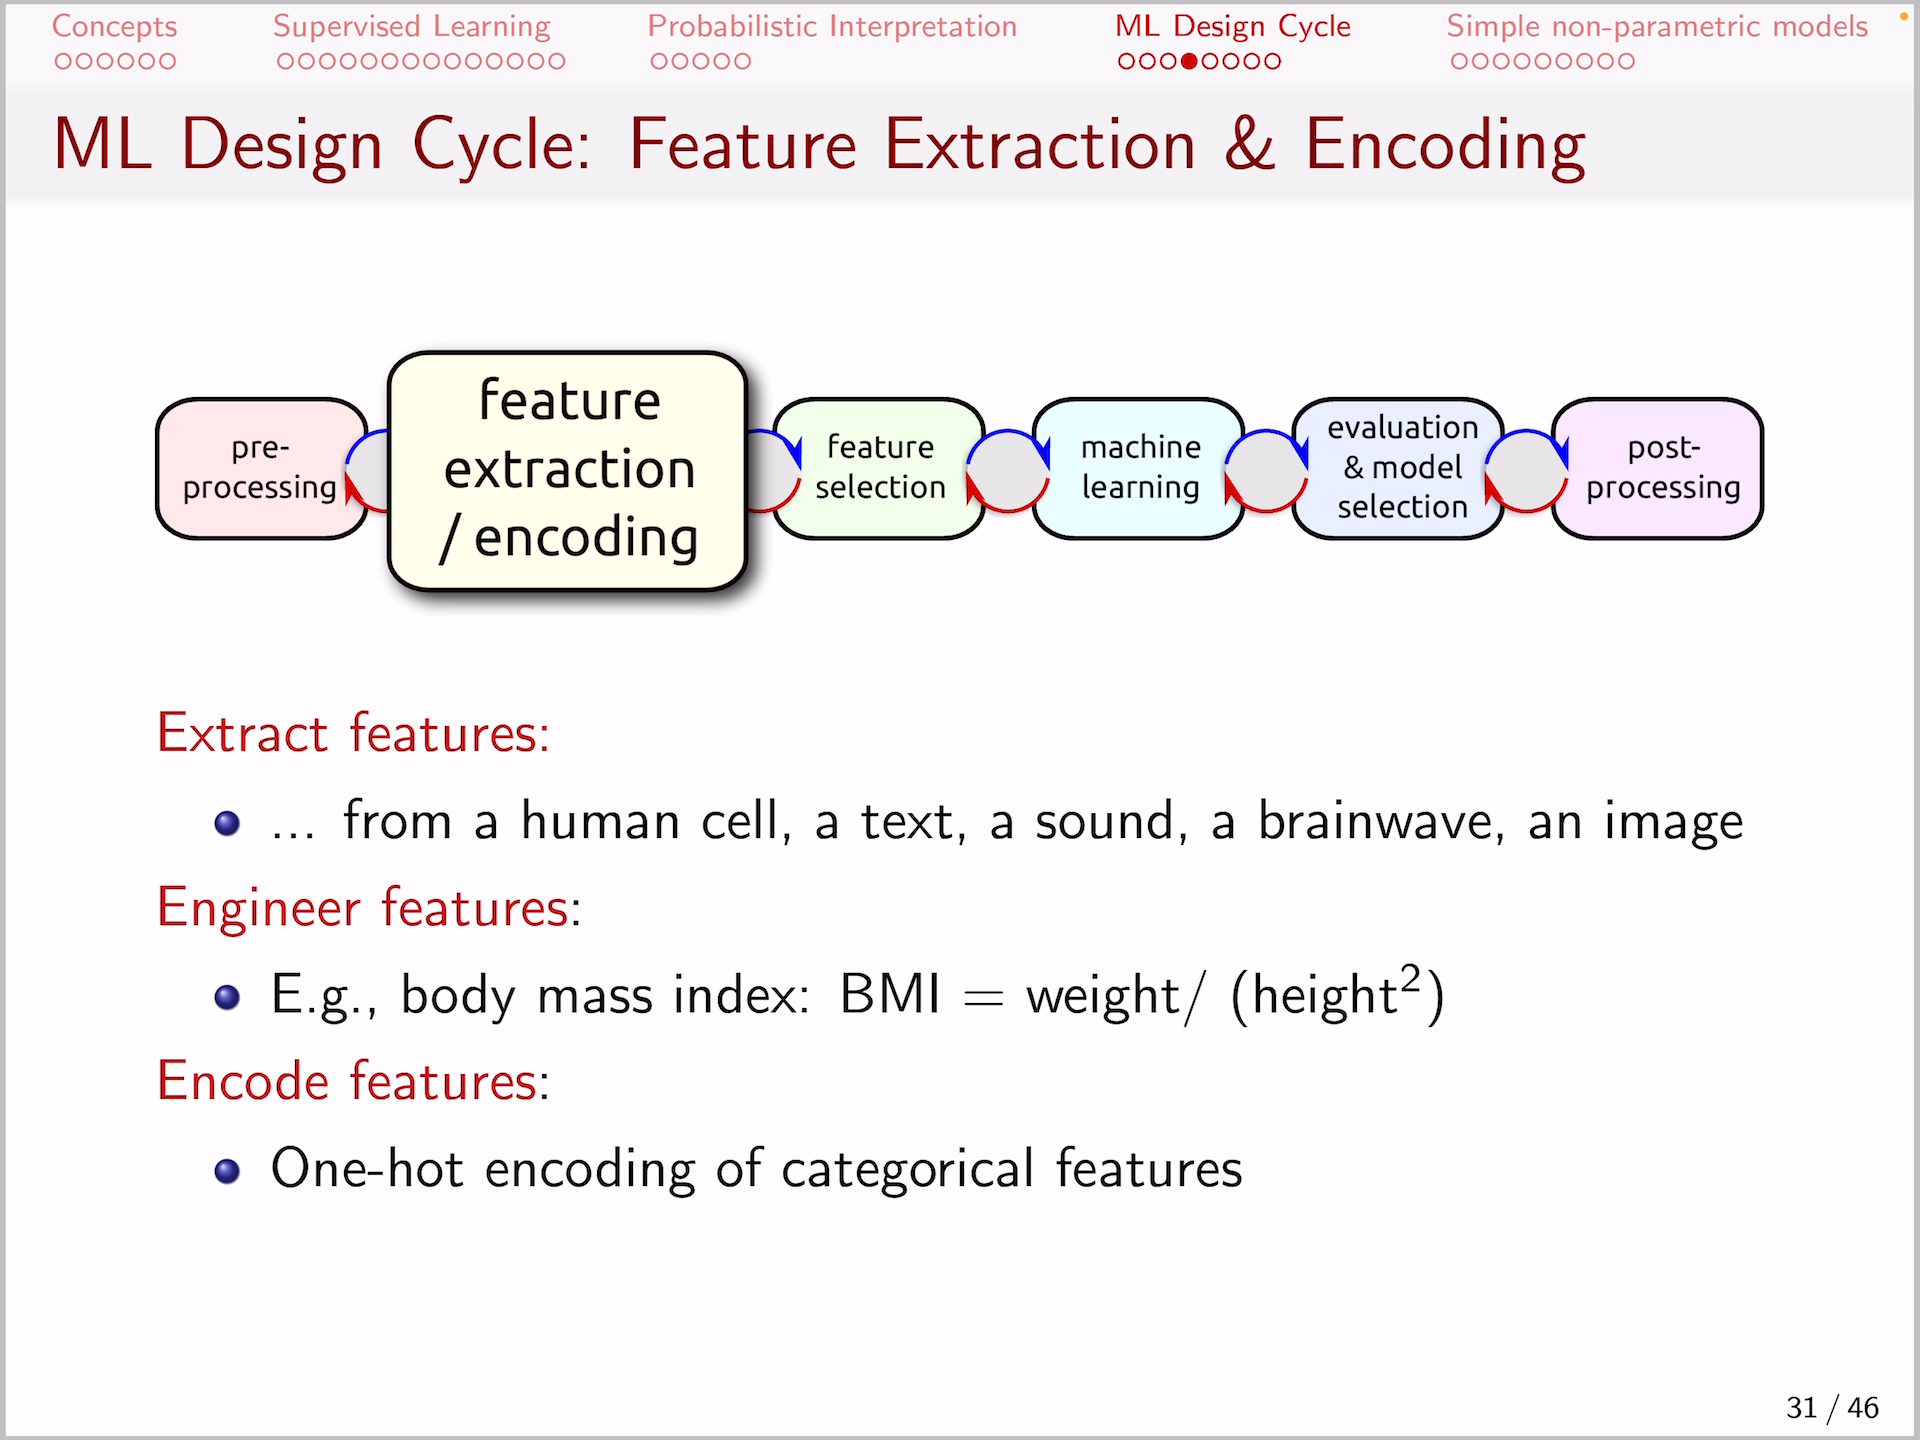 Concepts
Supervised Learning
Probabilistic Interpretation
ML Design Cycle
Simple non-parametric models
ML Design Cycle: Feature Extraction & Encoding
pre-
processing
feature
extraction
/ encoding
feature
selection
machine
learning
evaluation
& model
selection
post-
processing
Extract features:
... from a human cell, a text, a sound, a brainwave, an image
Engineer features:
E.g., body mass index: BMI = weight/ (height²)
Encode features:
One-hot encoding of categorical features
31 / 46